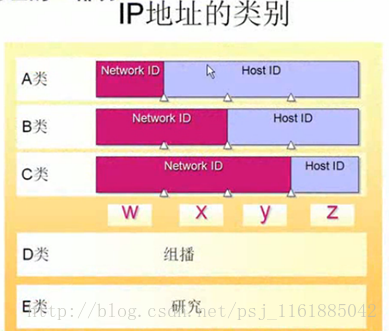 IP地址的类别
A类 Network ID Host ID
B类 Network ID Host ID
C类 Network ID Host ID
w x y z
D类 组播
E类 研究
http://blog.csdn.net/psj_1161885042